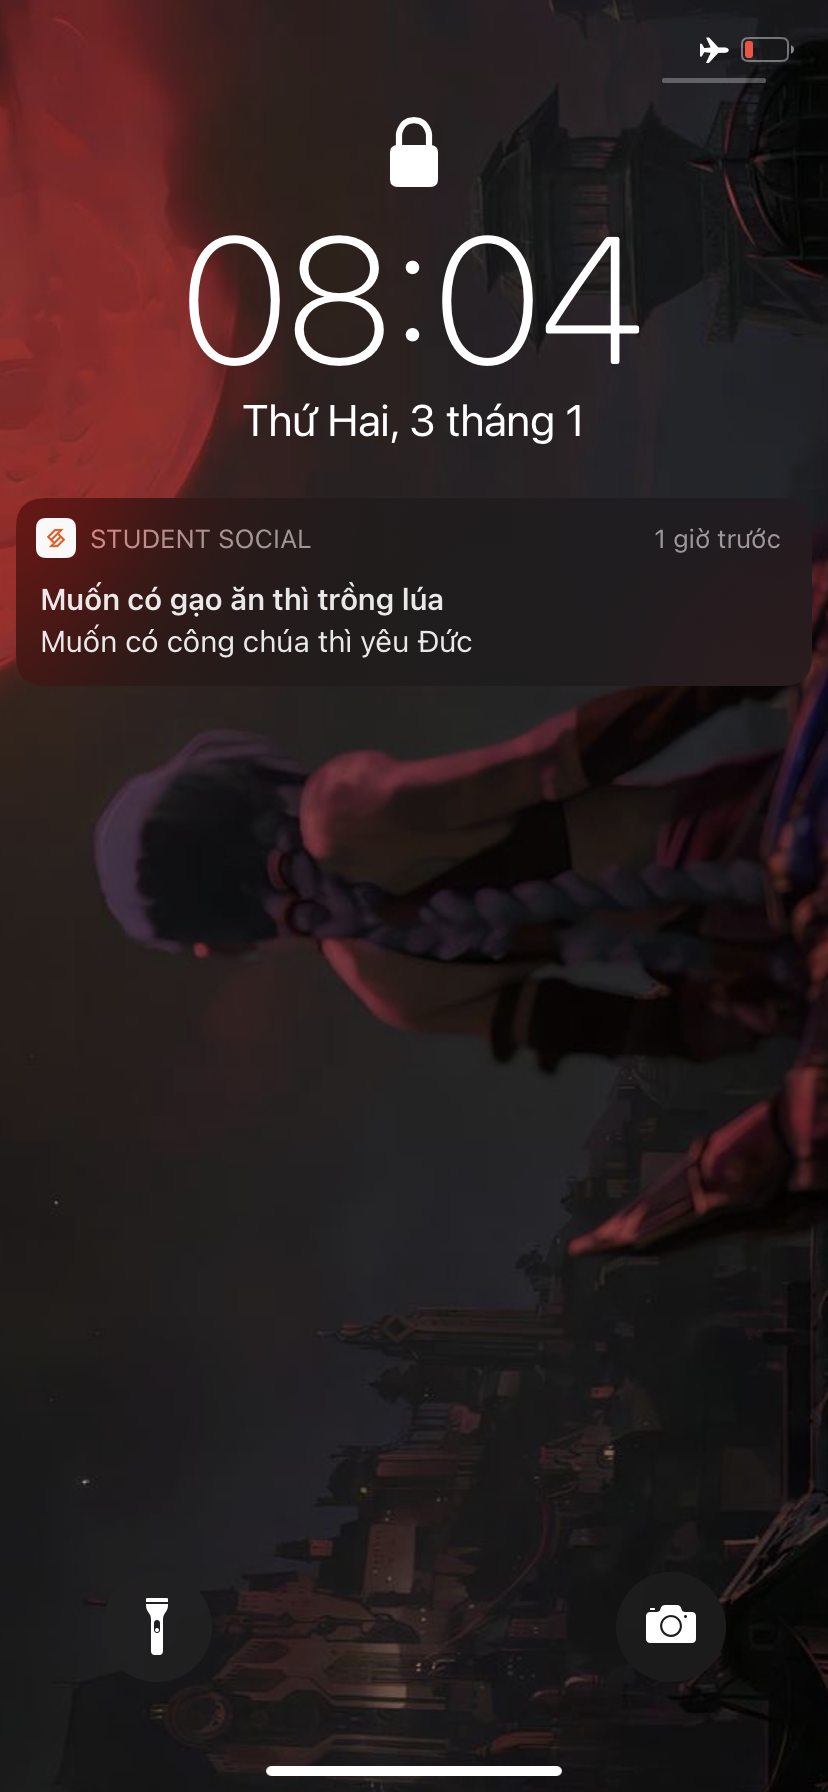 08:04
Thứ Hai, 3 tháng 1
STUDENT SOCIAL
1 giờ trước
Muốn có gạo ăn thì trồng lúa
Muốn có công chúa thì yêu Đức